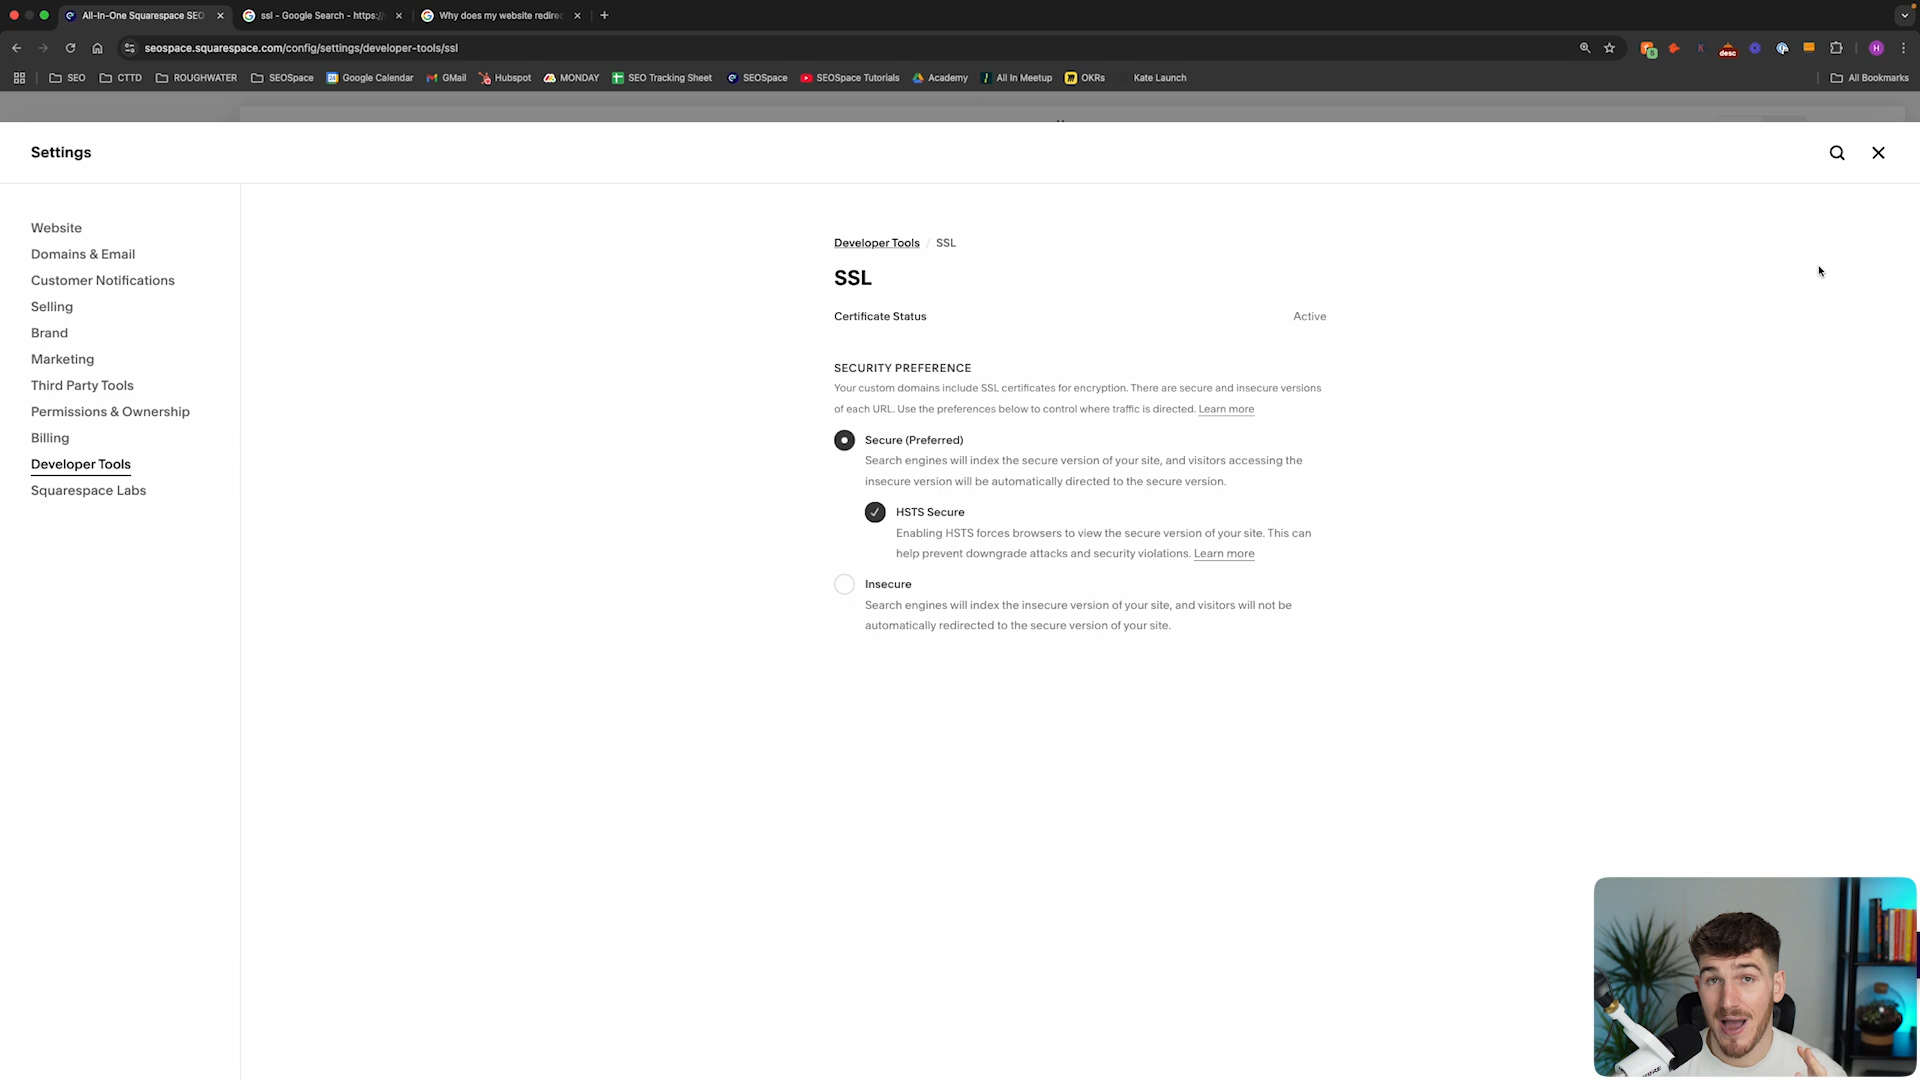 All-In-One Squarespace SEO
ssl - Google Search - https://
Why does my website redirec
seospace.squarespace.com/config/settings/developer-tools/ssl
5
desc
H
SEO
CTTD
ROUGHWATER
SEOSpace
Google Calendar
GMail
Hubspot
MONDAY
SEO Tracking Sheet
SEOSpace
SEOSpace Tutorials
Academy
All In Meetup
OKRs
Kate Launch
All Bookmarks
Settings
Website
Domains & Email
Customer Notifications
Selling
Brand
Marketing
Third Party Tools
Permissions & Ownership
Billing
Developer Tools
Squarespace Labs
Developer Tools / SSL
SSL
Certificate Status
Active
SECURITY PREFERENCE
Your custom domains include SSL certificates for encryption. There are secure and insecure versions
of each URL. Use the preferences below to control where traffic is directed. Learn more
Secure (Preferred)
Search engines will index the secure version of your site, and visitors accessing the
insecure version will be automatically directed to the secure version.
HSTS Secure
Enabling HSTS forces browsers to view the secure version of your site. This can
help prevent downgrade attacks and security violations. Learn more
Insecure
Search engines will index the insecure version of your site, and visitors will not be
automatically redirected to the secure version of your site.